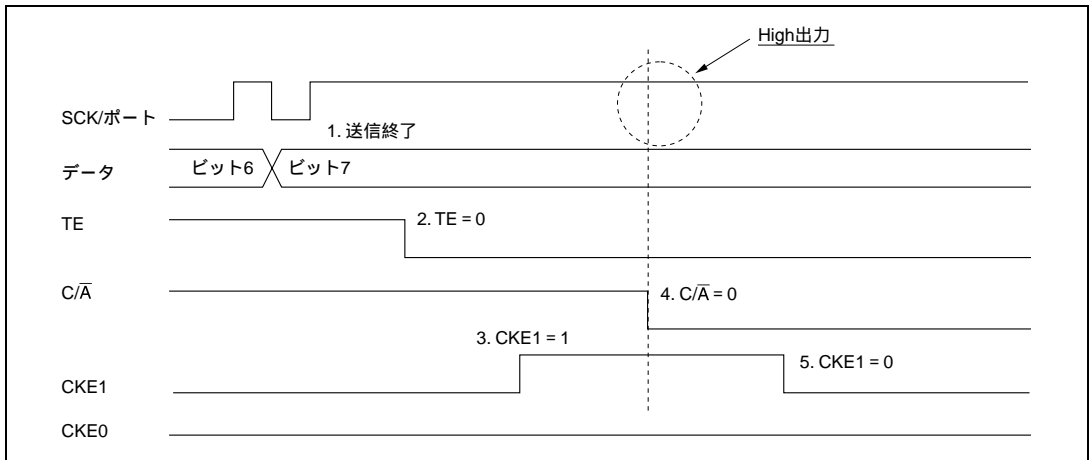 High出力
SCK/ポート
1. 送信終了
データ
ビット6
ビット7
TE
2. TE = 0
C/A̅
4. C/A̅ = 0
3. CKE1 = 1
5. CKE1 = 0
CKE1
CKE0